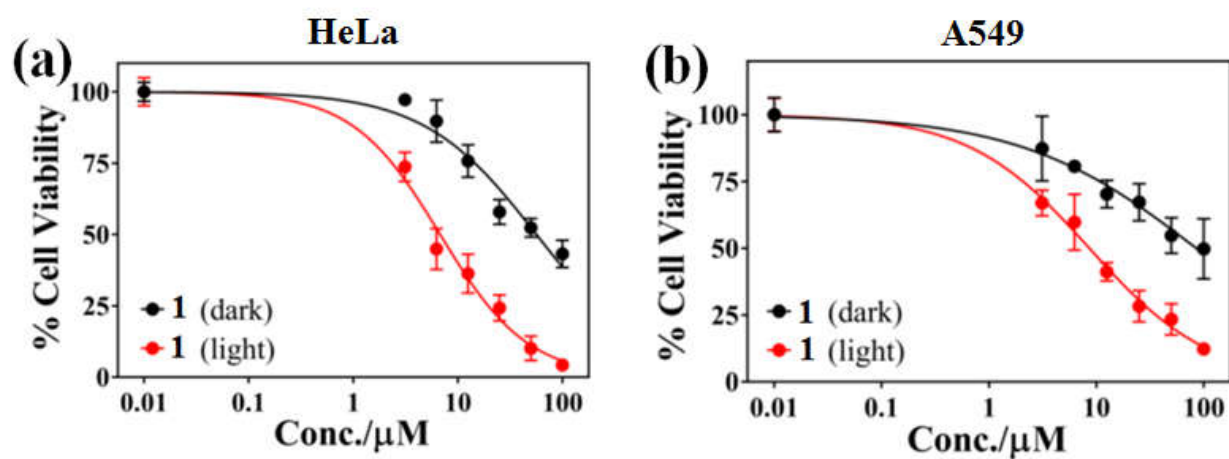 (a)
HeLa
% Cell Viability
100
75
50
25
0
1 (dark)
1 (light)
0.01 0.1 1 10 100
Conc./μM
(b)
A549
% Cell Viability
100
75
50
25
0
1 (dark)
1 (light)
0.01 0.1 1 10 100
Conc./μM